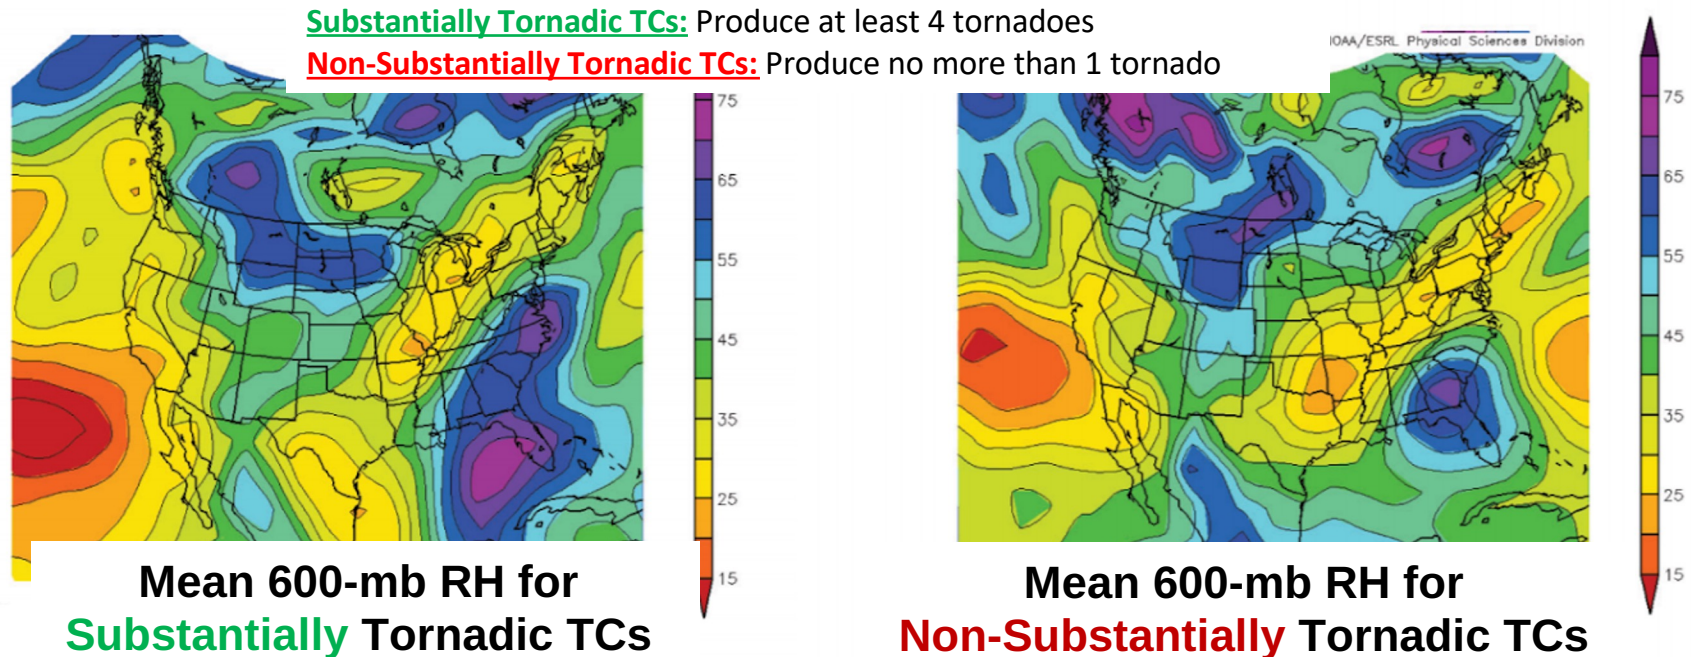 Substantially Tornadic TCs: Produce at least 4 tornadoes
Non-Substantially Tornadic TCs: Produce no more than 1 tornado
IOAA/ESRL Physical Sciences Division
75
65
55
45
35
25
15
75
65
55
45
35
25
15
Mean 600-mb RH for
Substantially Tornadic TCs
Mean 600-mb RH for
Non-Substantially Tornadic TCs